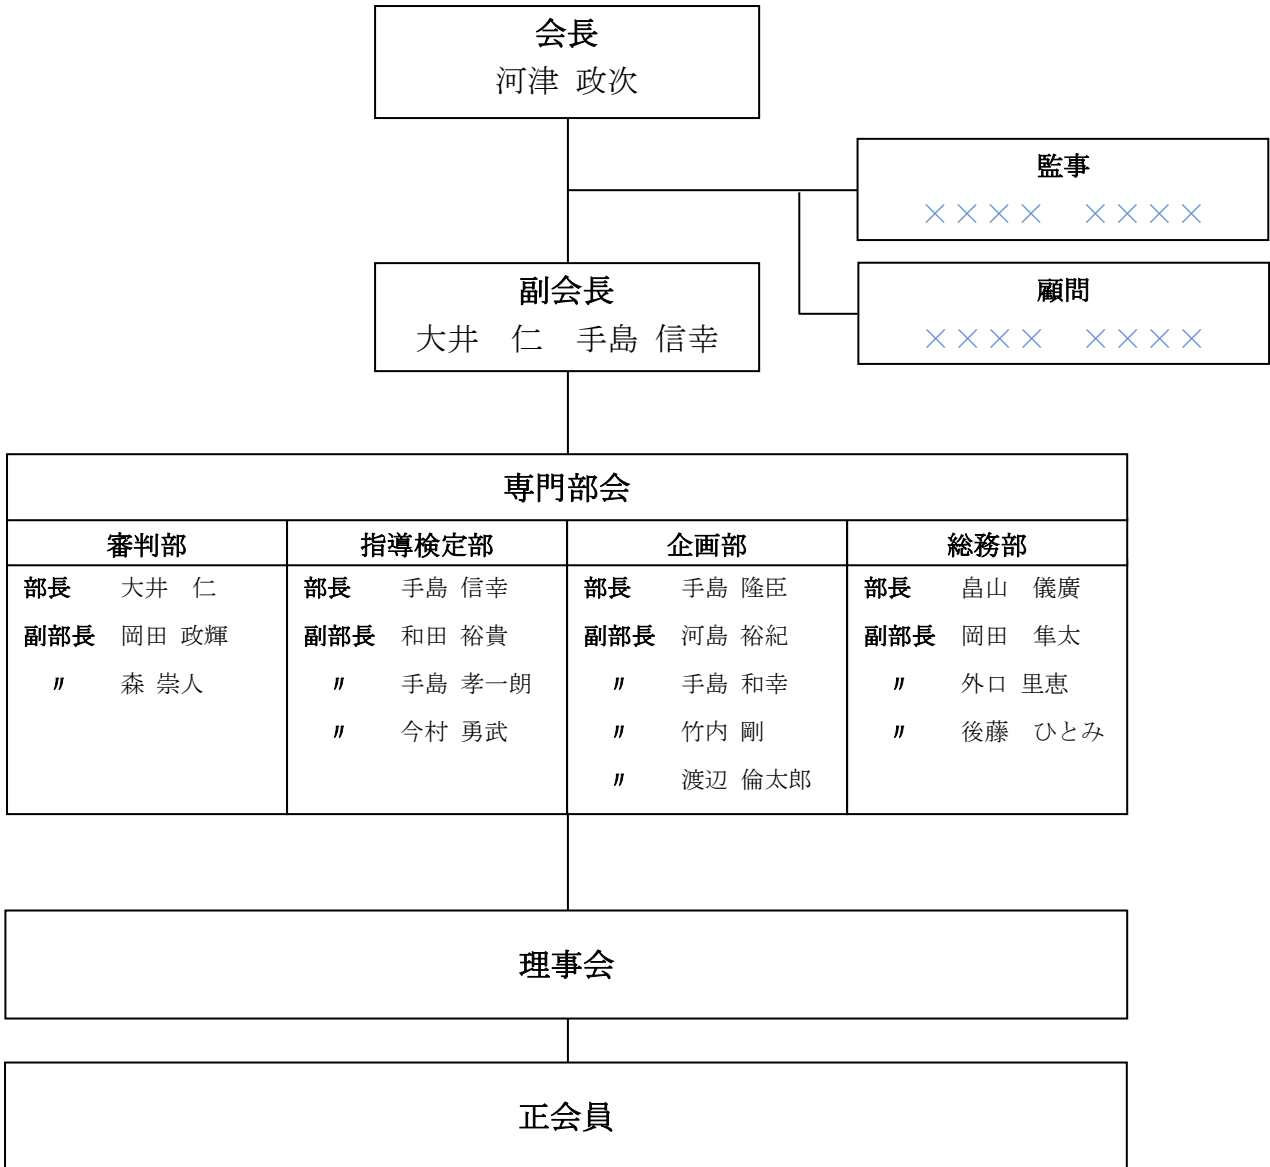 会長
河津 政次
監事
×××× ××××
副会長
大井 仁 手島 信幸
顧問
×××× ××××
専門部会
審判部 指導検定部 企画部 総務部
部長 大井 仁 部長 手島 信幸 部長 手島 隆臣 部長 畠山 儀廣
副部長 岡田 政輝 副部長 和田 裕貴 副部長 河島 裕紀 副部長 岡田 隼太
〃 森 崇人 〃 手島 孝一朗 〃 手島 和幸 〃 外口 里恵
〃 今村 勇武 〃 竹内 剛 〃 後藤 ひとみ
〃 渡辺 倫太郎
理事会
正会員